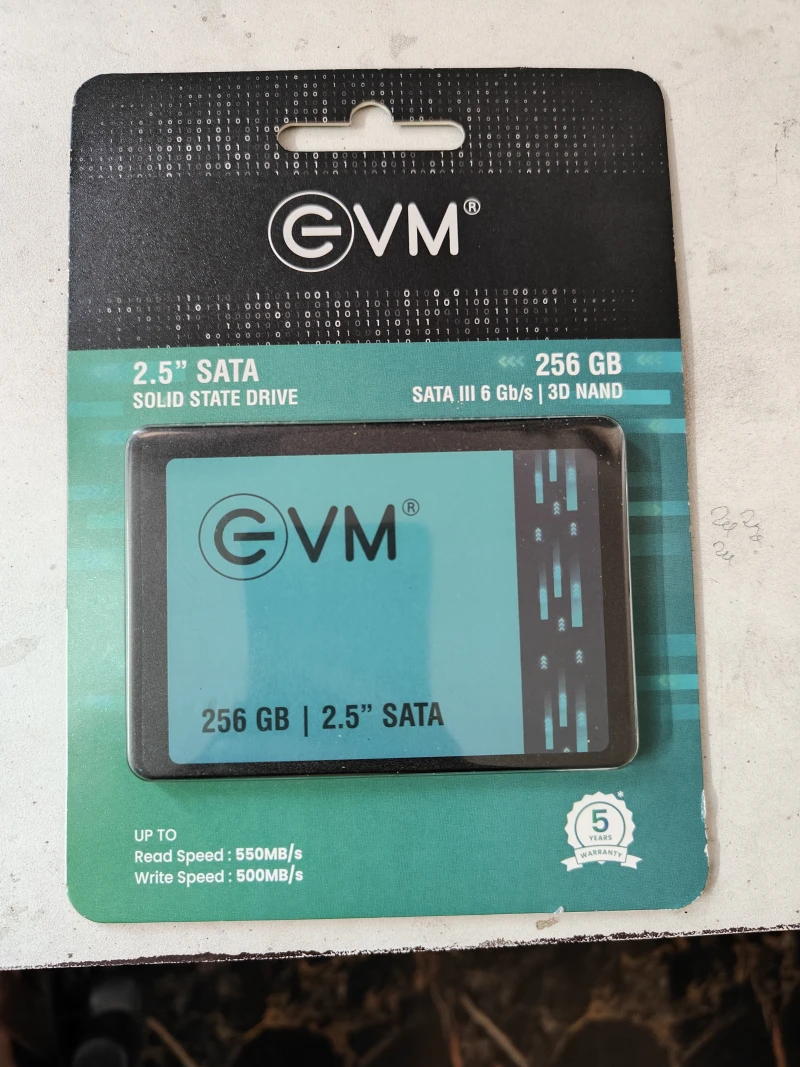 EVM®
2.5” SATA
SOLID STATE DRIVE
256 GB
SATA III 6 Gb/s | 3D NAND
EVM®
256 GB | 2.5” SATA
UP TO
Read Speed : 550MB/s
Write Speed : 500MB/s
5*
YEARS
WARRANTY